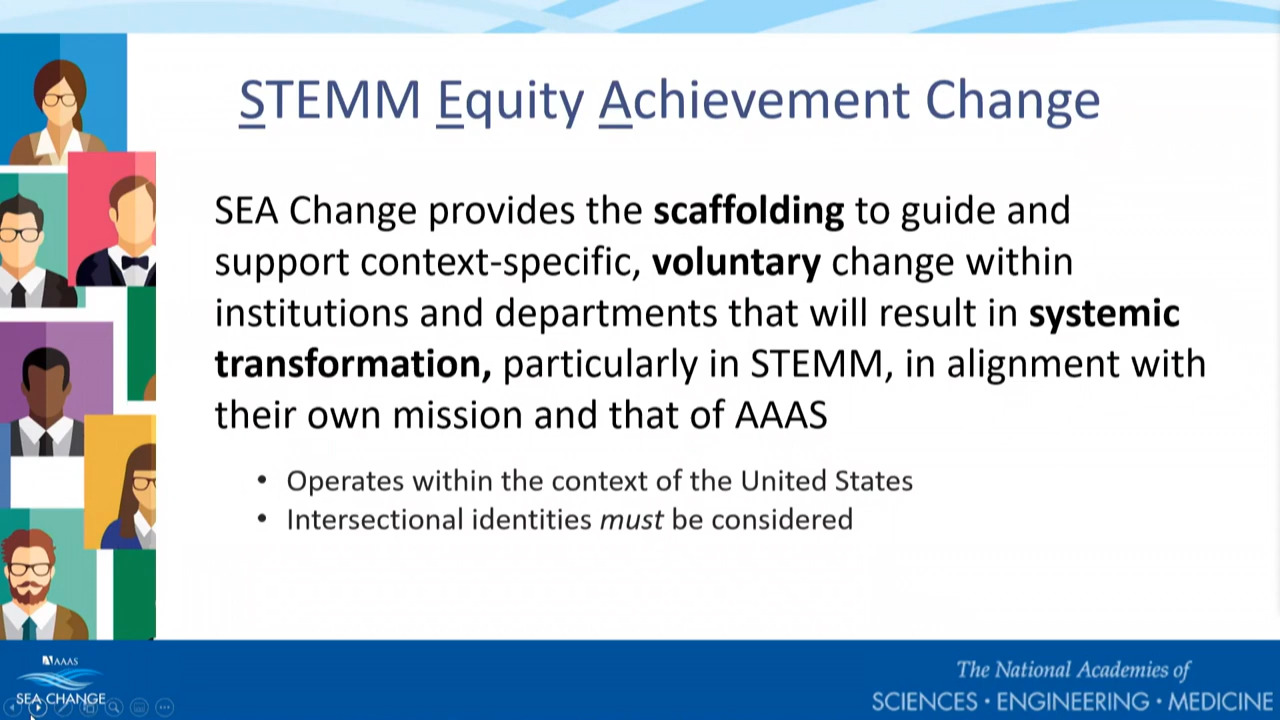 STEMM Equity Achievement Change
SEA Change provides the scaffolding to guide and
support context-specific, voluntary change within
institutions and departments that will result in systemic
transformation, particularly in STEMM, in alignment with
their own mission and that of AAAS
• Operates within the context of the United States
• Intersectional identities must be considered
AAAS
SEA CHANGE
The National Academies of
SCIENCES • ENGINEERING • MEDICINE